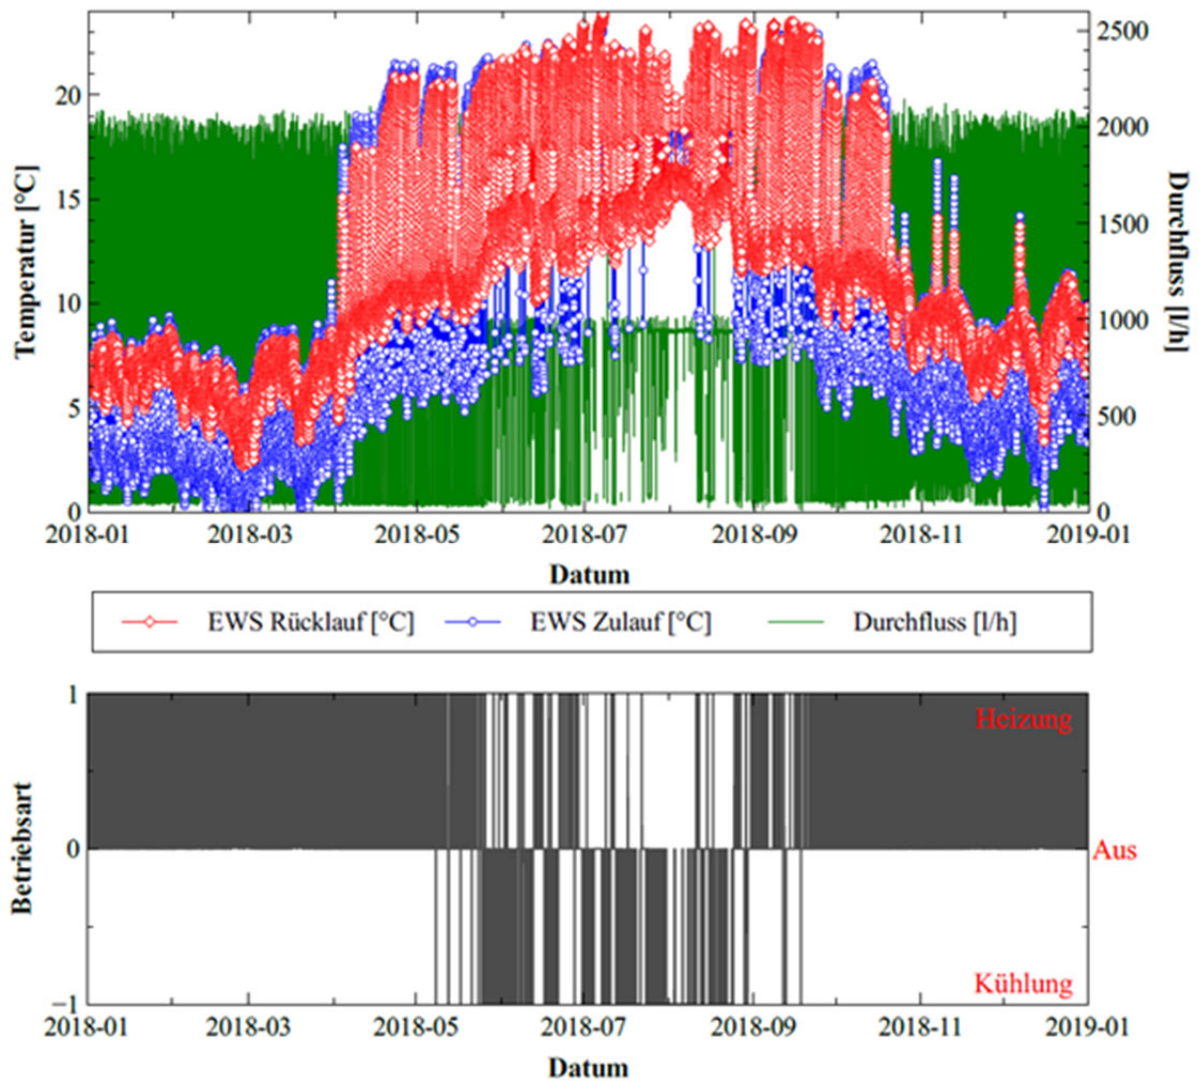 Temperatur [°C]
20
15
10
5
0
2500
2000
1500
1000
500
0
Durchfluss [l/h]
2018-01 2018-03 2018-05 2018-07 2018-09 2018-11 2019-01
Datum
EWS Rücklauf [°C] EWS Zulauf [°C] Durchfluss [l/h]
Betriebsart
1
0
−1
Heizung
Aus
Kühlung
2018-01 2018-03 2018-05 2018-07 2018-09 2018-11 2019-01
Datum